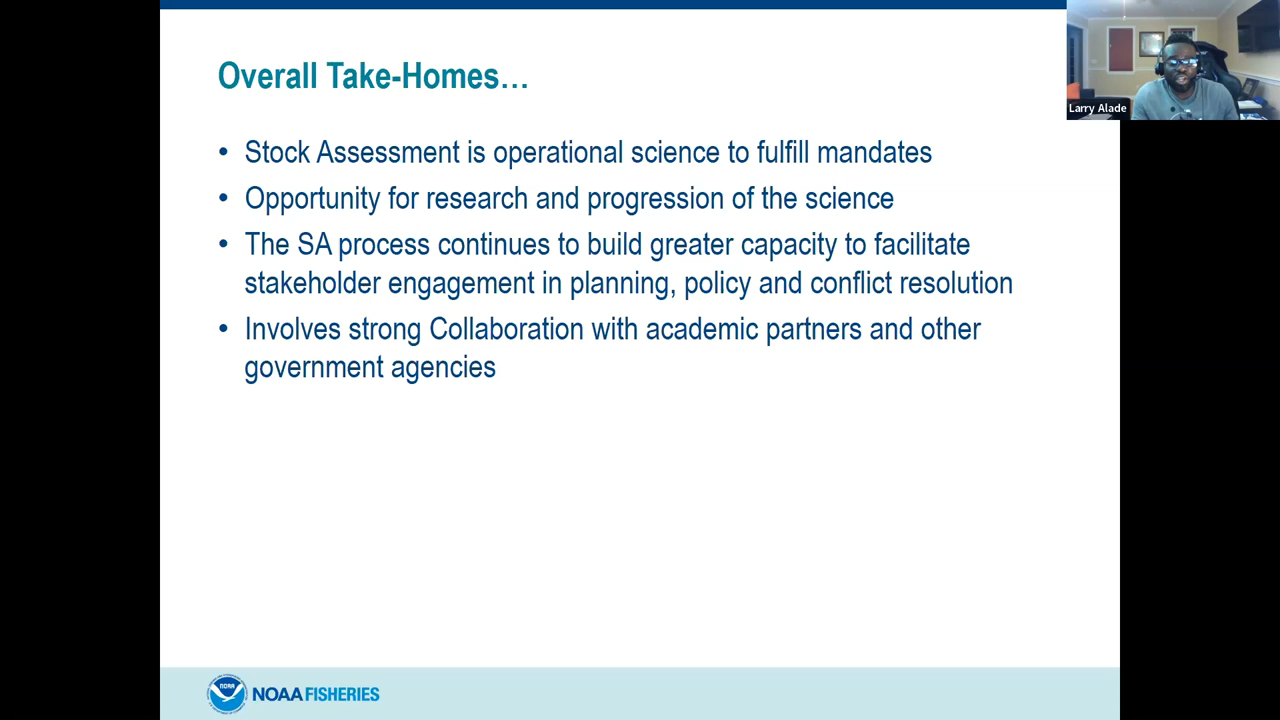 Overall Take-Homes…
Larry Alade
• Stock Assessment is operational science to fulfill mandates
• Opportunity for research and progression of the science
• The SA process continues to build greater capacity to facilitate
stakeholder engagement in planning, policy and conflict resolution
• Involves strong Collaboration with academic partners and other
government agencies
NOAA
NOAA FISHERIES